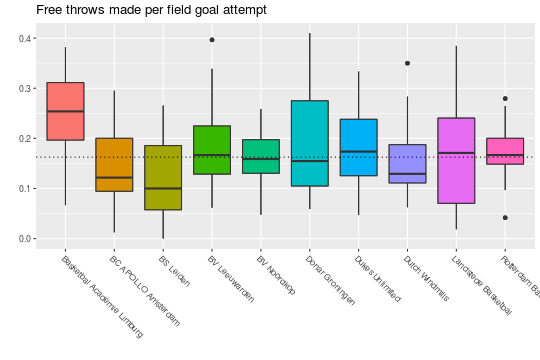 Free throws made per field goal attempt
0.4
0.3
0.2
0.1
0.0
Basketbal Academie Limburg
BC APOLLO Amsterdam
BS Leiden
BV Leeuwarden
BV Noordkop
Donar Groningen
Dukes Unlimited
Dutch Windmills
Landstede Basketbal
Rotterdam Bas